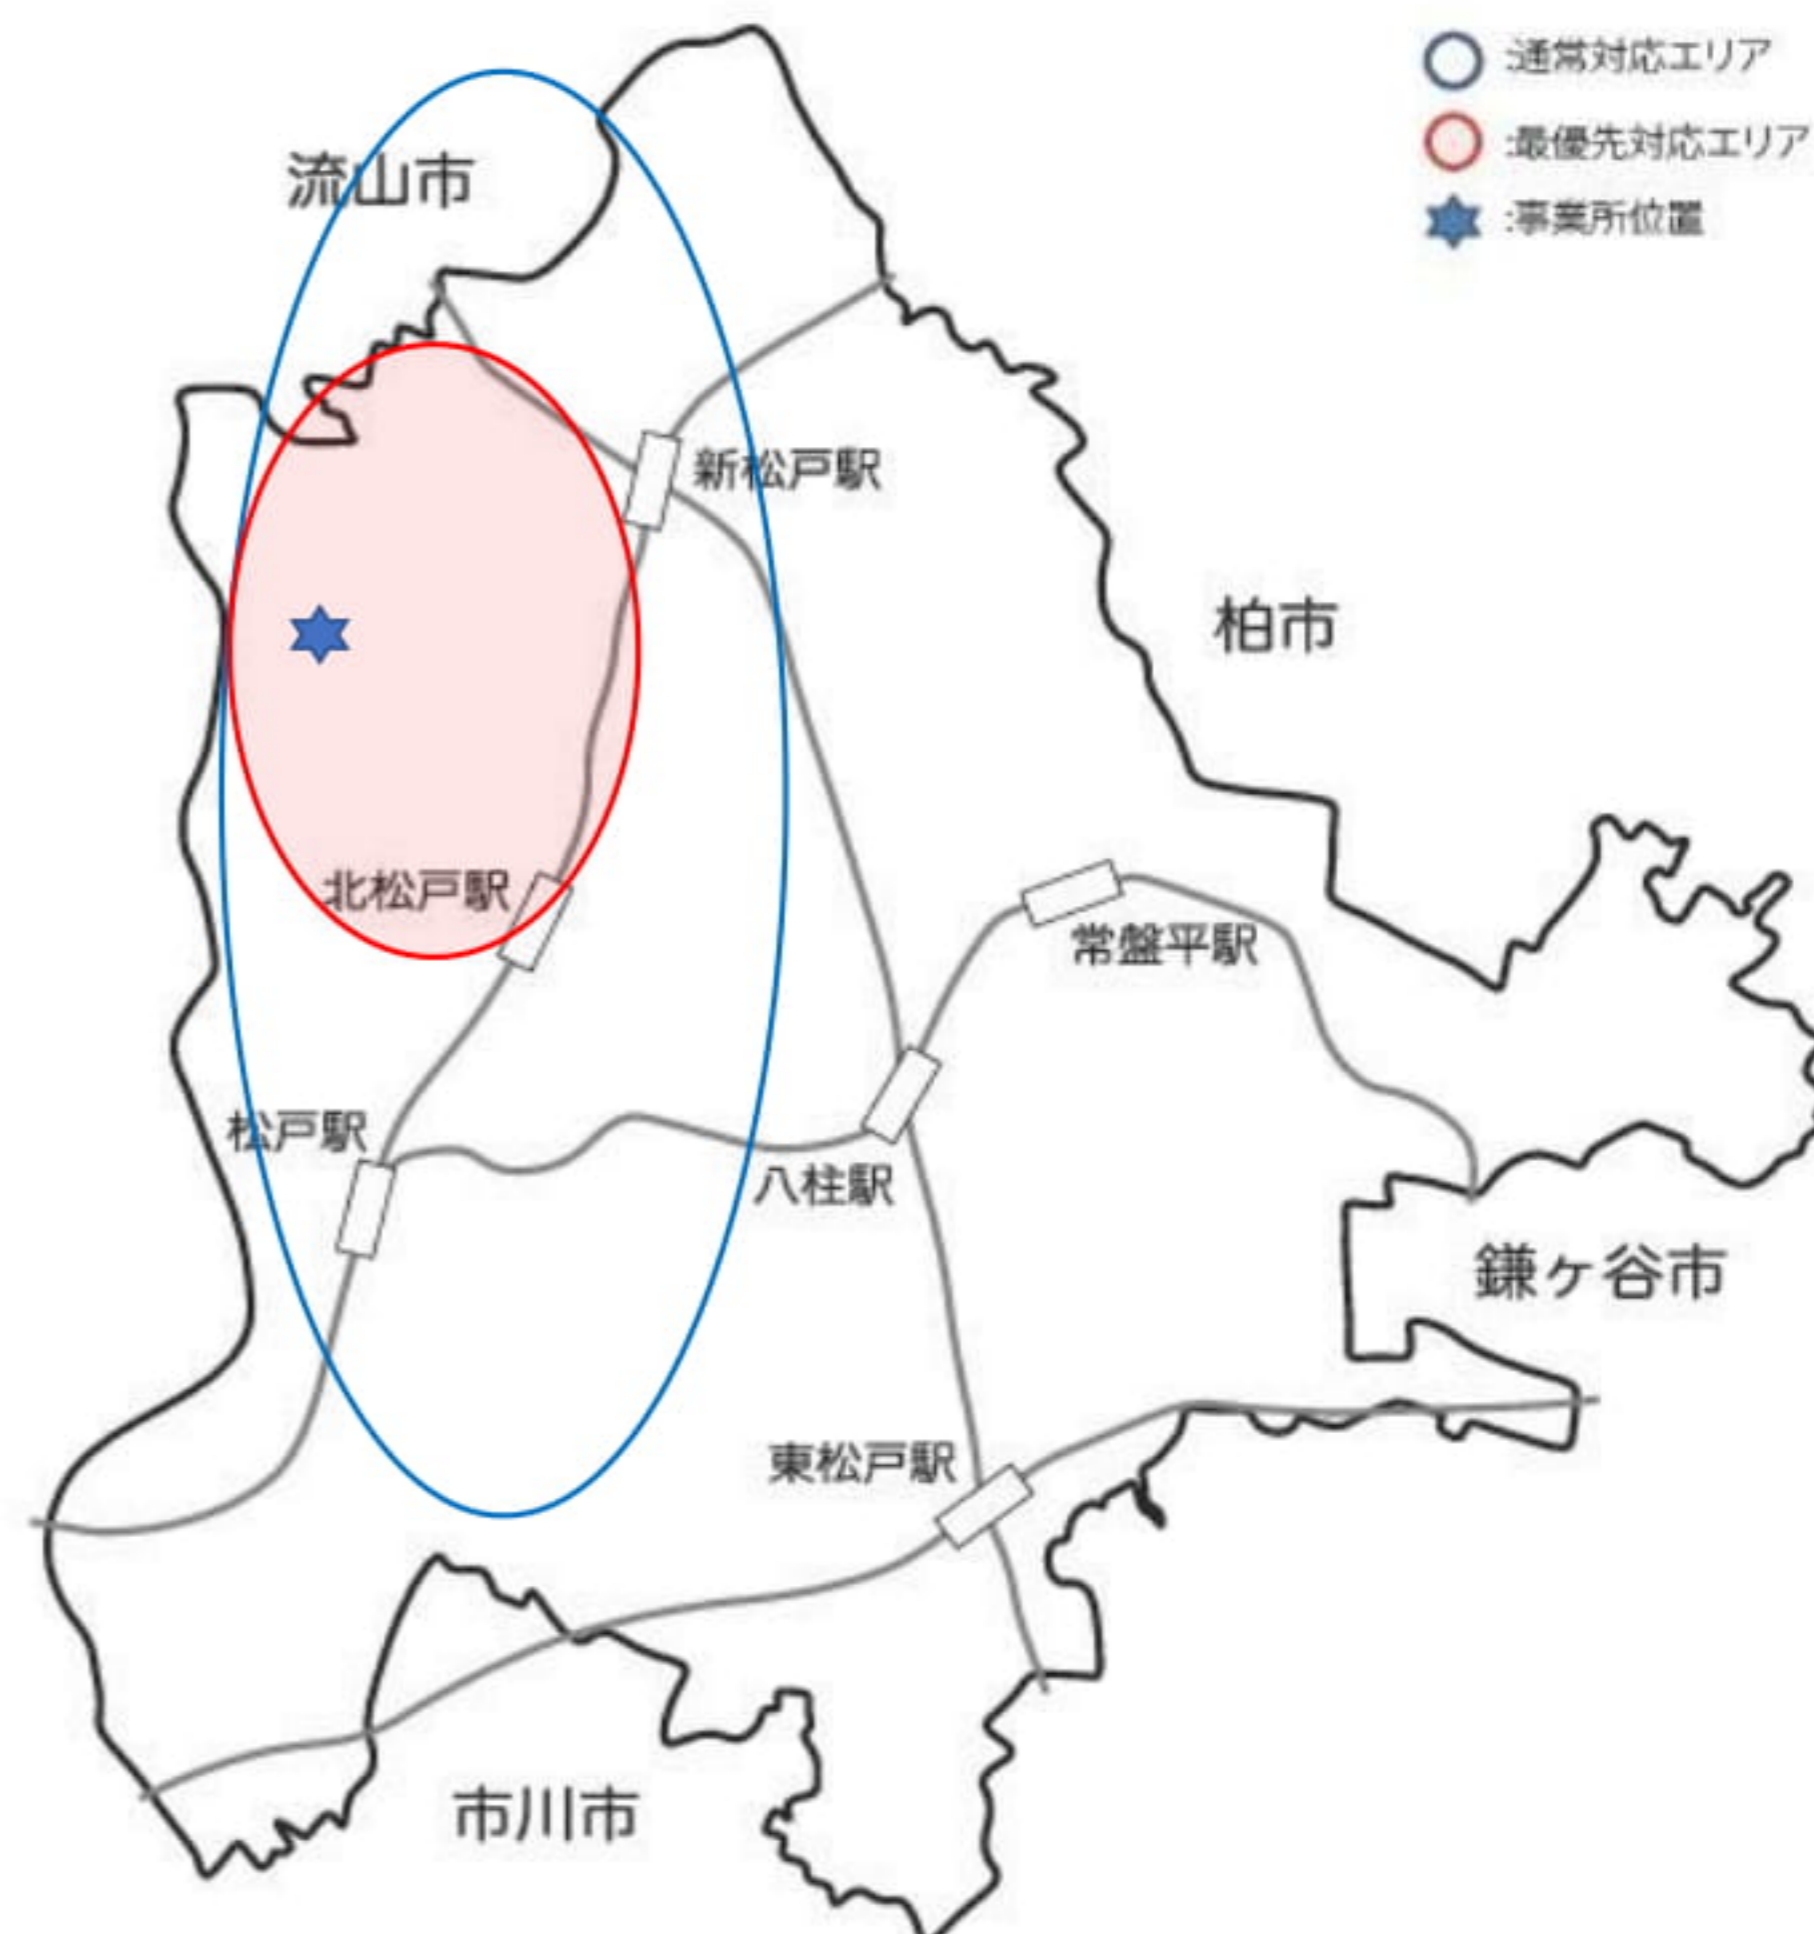 :通常対応エリア
:最優先対応エリア
:事業所位置
流山市
新松戸駅
柏市
北松戸駅
常盤平駅
松戸駅
八柱駅
鎌ヶ谷市
東松戸駅
市川市